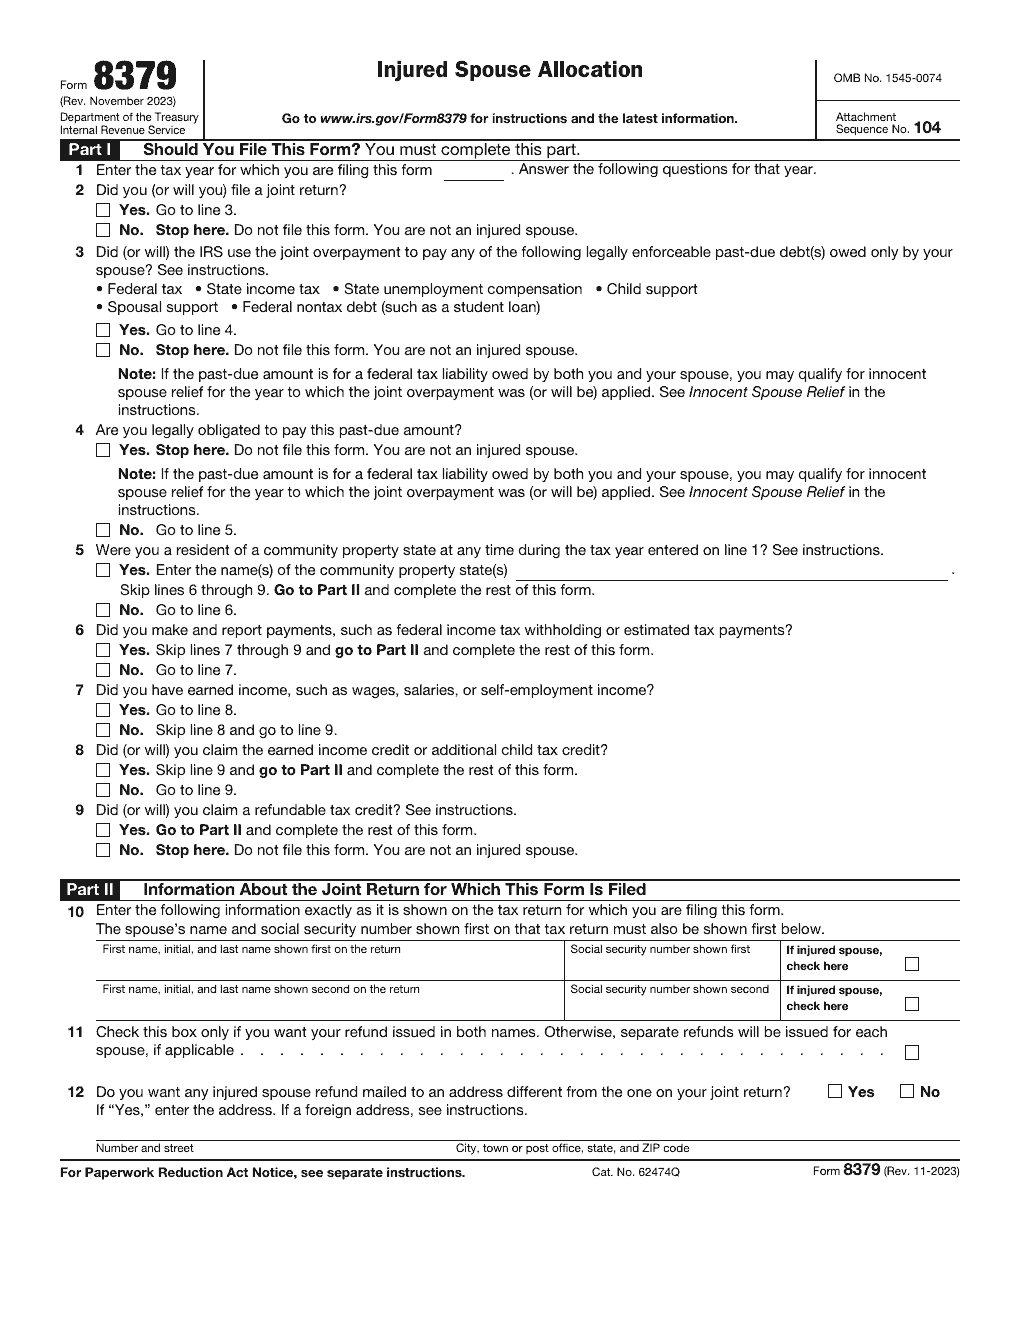 Form 8379
(Rev. November 2023)
Department of the Treasury
Internal Revenue Service
Injured Spouse Allocation
Go to www.irs.gov/Form8379 for instructions and the latest information.
OMB No. 1545-0074
Attachment
Sequence No. 104
Part I Should You File This Form? You must complete this part.
1 Enter the tax year for which you are filing this form . Answer the following questions for that year.
2 Did you (or will you) file a joint return?
Yes. Go to line 3.
No. Stop here. Do not file this form. You are not an injured spouse.
3 Did (or will) the IRS use the joint overpayment to pay any of the following legally enforceable past-due debt(s) owed only by your
spouse? See instructions.
• Federal tax • State income tax • State unemployment compensation • Child support
• Spousal support • Federal nontax debt (such as a student loan)
Yes. Go to line 4.
No. Stop here. Do not file this form. You are not an injured spouse.
Note: If the past-due amount is for a federal tax liability owed by both you and your spouse, you may qualify for innocent
spouse relief for the year to which the joint overpayment was (or will be) applied. See Innocent Spouse Relief in the
instructions.
4 Are you legally obligated to pay this past-due amount?
Yes. Stop here. Do not file this form. You are not an injured spouse.
Note: If the past-due amount is for a federal tax liability owed by both you and your spouse, you may qualify for innocent
spouse relief for the year to which the joint overpayment was (or will be) applied. See Innocent Spouse Relief in the
instructions.
No. Go to line 5.
5 Were you a resident of a community property state at any time during the tax year entered on line 1? See instructions.
Yes. Enter the name(s) of the community property state(s) .
Skip lines 6 through 9. Go to Part II and complete the rest of this form.
No. Go to line 6.
6 Did you make and report payments, such as federal income tax withholding or estimated tax payments?
Yes. Skip lines 7 through 9 and go to Part II and complete the rest of this form.
No. Go to line 7.
7 Did you have earned income, such as wages, salaries, or self-employment income?
Yes. Go to line 8.
No. Skip line 8 and go to line 9.
8 Did (or will) you claim the earned income credit or additional child tax credit?
Yes. Skip line 9 and go to Part II and complete the rest of this form.
No. Go to line 9.
9 Did (or will) you claim a refundable tax credit? See instructions.
Yes. Go to Part II and complete the rest of this form.
No. Stop here. Do not file this form. You are not an injured spouse.
Part II Information About the Joint Return for Which This Form Is Filed
10 Enter the following information exactly as it is shown on the tax return for which you are filing this form.
The spouse's name and social security number shown first on that tax return must also be shown first below.
First name, initial, and last name shown first on the return
Social security number shown first
If injured spouse,
check here
First name, initial, and last name shown second on the return
Social security number shown second
If injured spouse,
check here
11 Check this box only if you want your refund issued in both names. Otherwise, separate refunds will be issued for each
spouse, if applicable . . . . . . . . . . . . . . . . . . . . . . . . . . . . . . . . .
12 Do you want any injured spouse refund mailed to an address different from the one on your joint return? Yes No
If "Yes," enter the address. If a foreign address, see instructions.
Number and street City, town or post office, state, and ZIP code
For Paperwork Reduction Act Notice, see separate instructions. Cat. No. 62474Q Form 8379 (Rev. 11-2023)